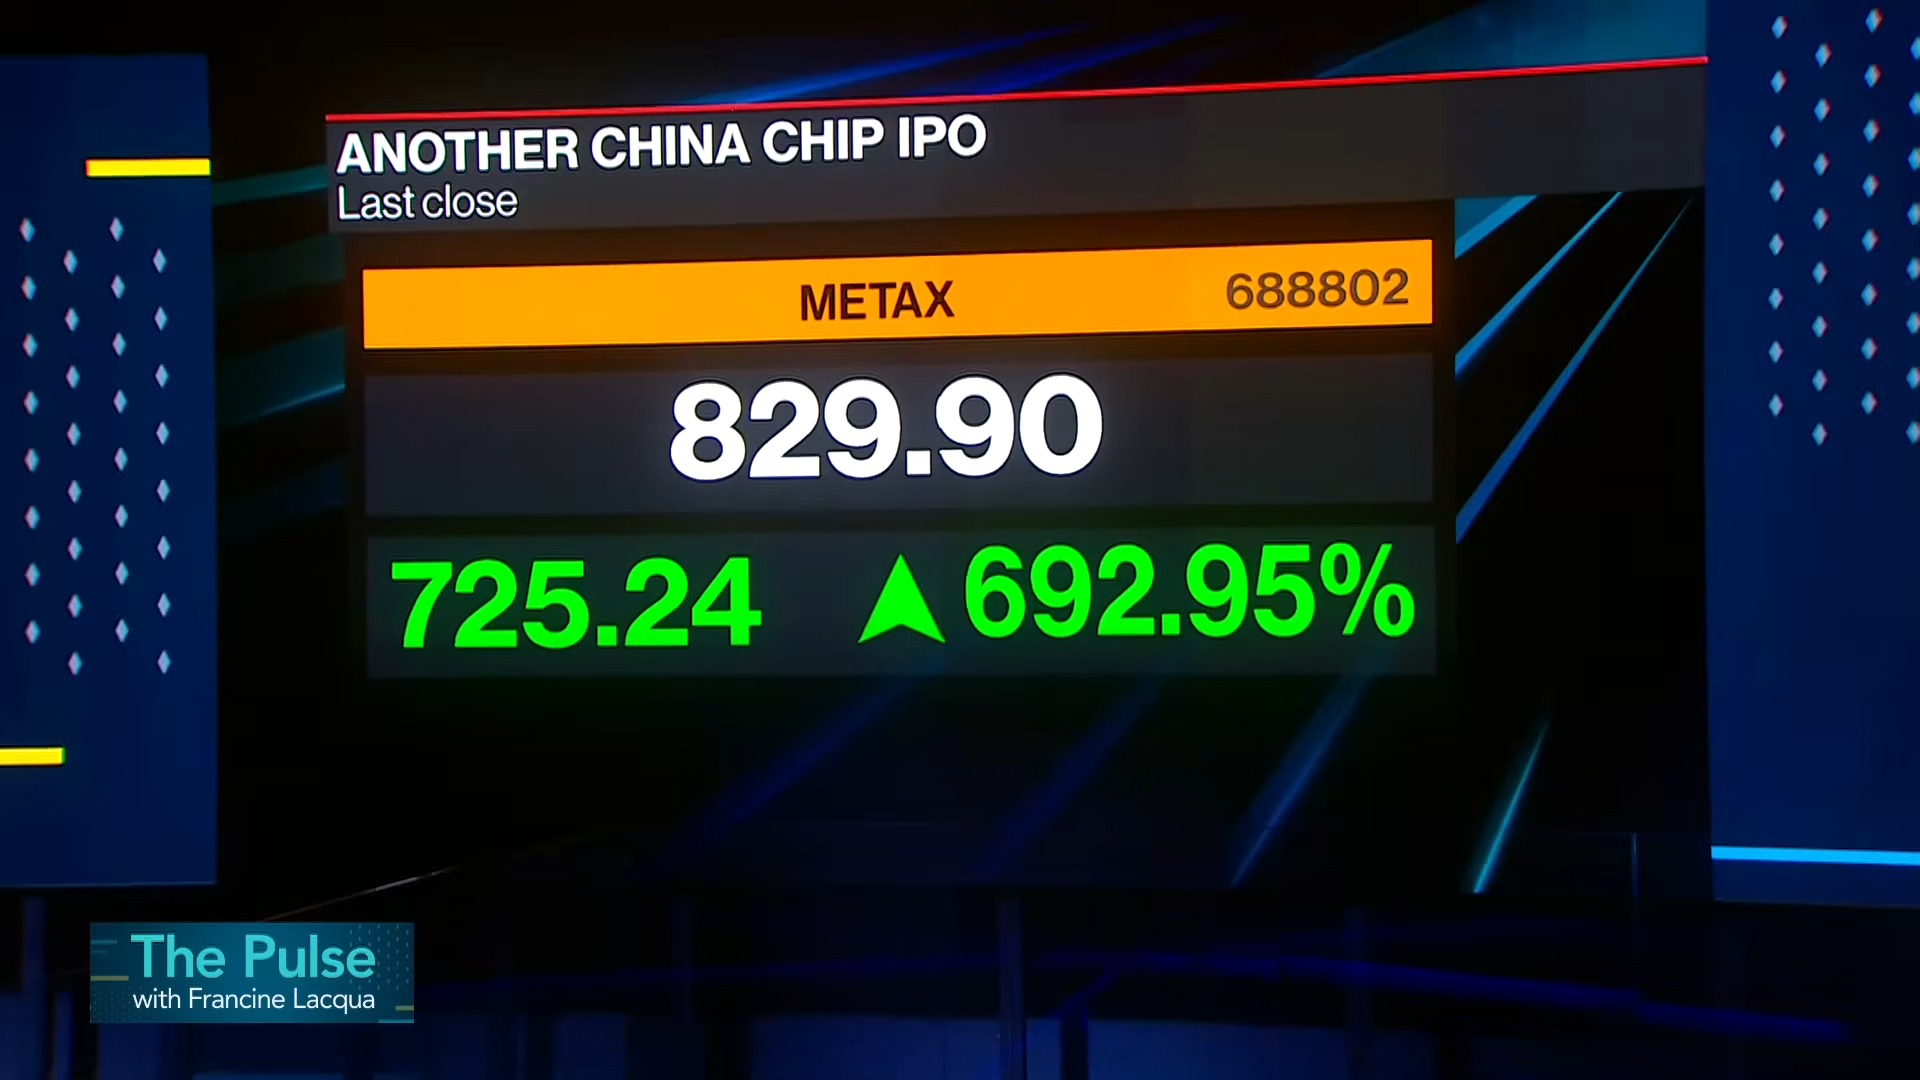 ANOTHER CHINA CHIP IPO
Last close
METAX 688802
829.90
725.24 ▲692.95%
The Pulse
with Francine Lacqua